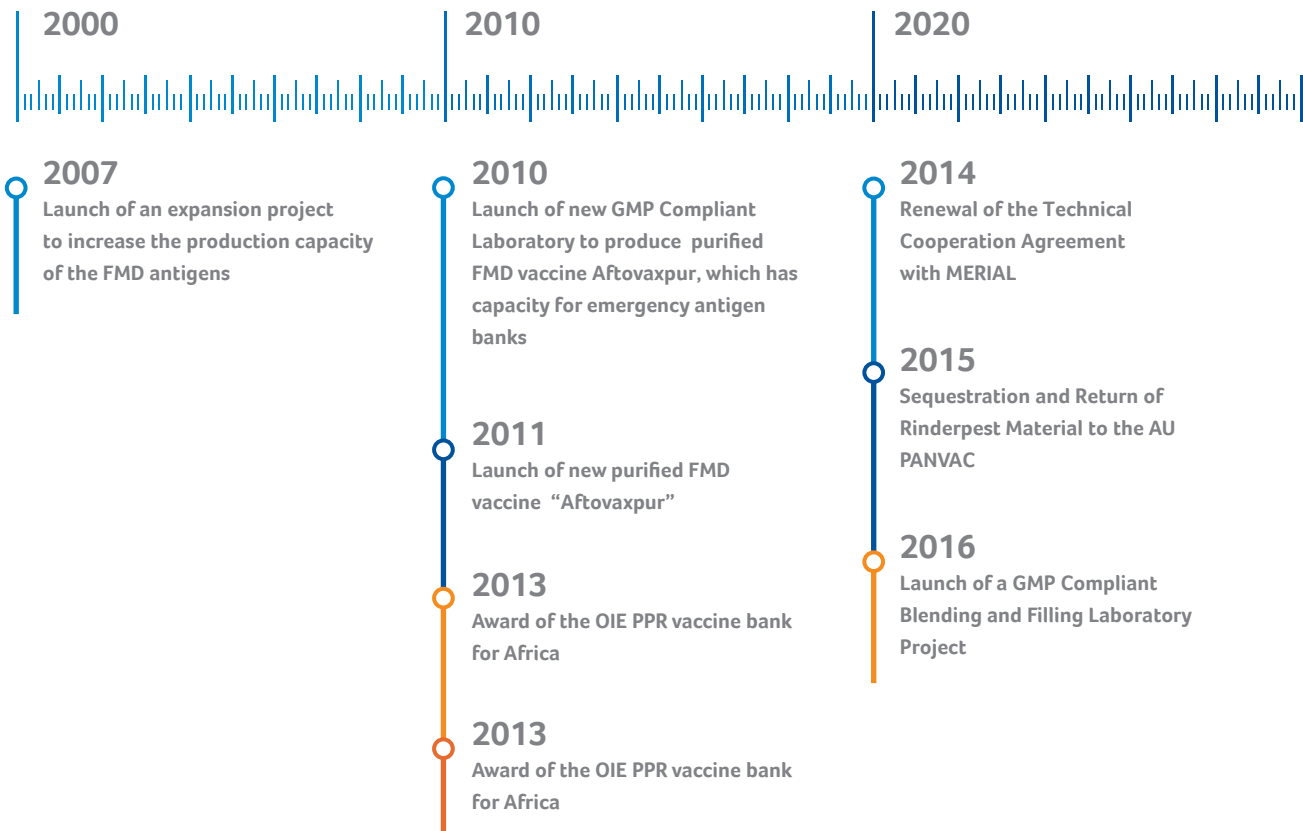 2000
2010
2020
2007
Launch of an expansion project
to increase the production capacity
of the FMD antigens
2010
Launch of new GMP Compliant
Laboratory to produce purified
FMD vaccine Aftovaxpur, which has
capacity for emergency antigen
banks
2011
Launch of new purified FMD
vaccine “Aftovaxpur”
2013
Award of the OIE PPR vaccine bank
for Africa
2013
Award of the OIE PPR vaccine bank
for Africa
2014
Renewal of the Technical
Cooperation Agreement
with MERIAL
2015
Sequestration and Return of
Rinderpest Material to the AU
PANVAC
2016
Launch of a GMP Compliant
Blending and Filling Laboratory
Project